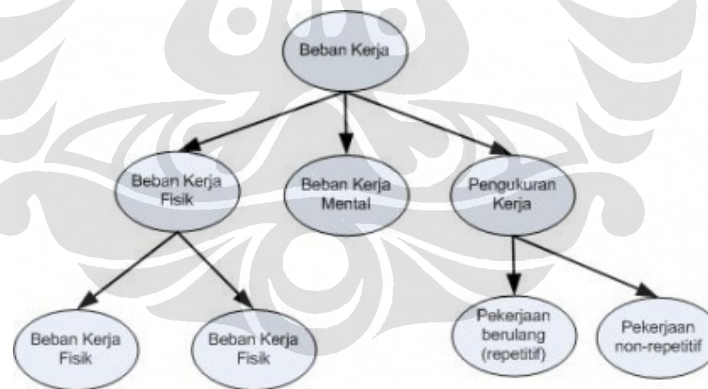 Beban Kerja
Beban Kerja
Fisik
Beban Kerja
Mental
Pengukuran
Kerja
Beban Kerja
Fisik
Beban Kerja
Fisik
Pekerjaan
berulang
(repetitif)
Pekerjaan
non-repetitif